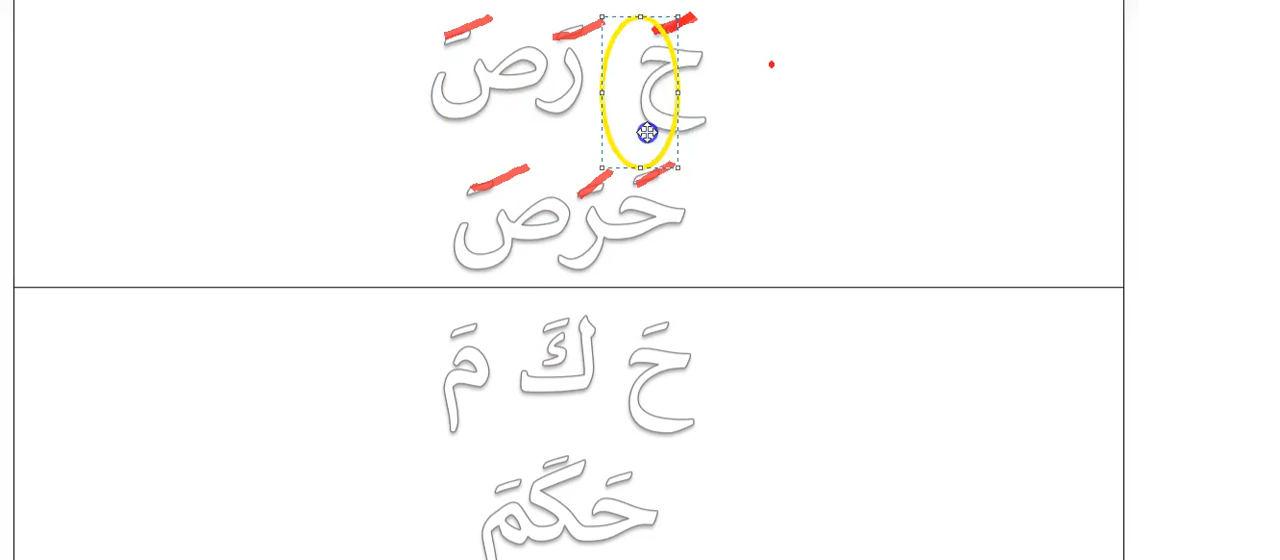 حَ رَ صَ
حَرَصَ
حَ كَ مَ
حَكَمَ